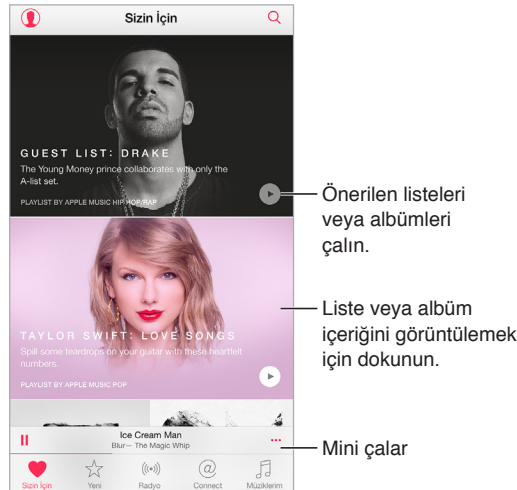 Sizin İçin
GUEST LIST: DRAKE
The Young Money prince collaborates with only the
A-list set.
PLAYLIST BY APPLE MUSIC HIP HOP/RAP
Önerilen listeleri
veya albümleri
çalın.
TAYLOR SWIFT: LOVE SONGS
Spill some teardrops on your guitar with these heartfelt
numbers.
PLAYLIST BY APPLE MUSIC POP
Liste veya albüm
içeriğini görüntülemek
için dokunun.
Ice Cream Man
Blur— The Magic Whip
Mini çalar
Sizin İçin Yeni Radyo Connect Müziklerim